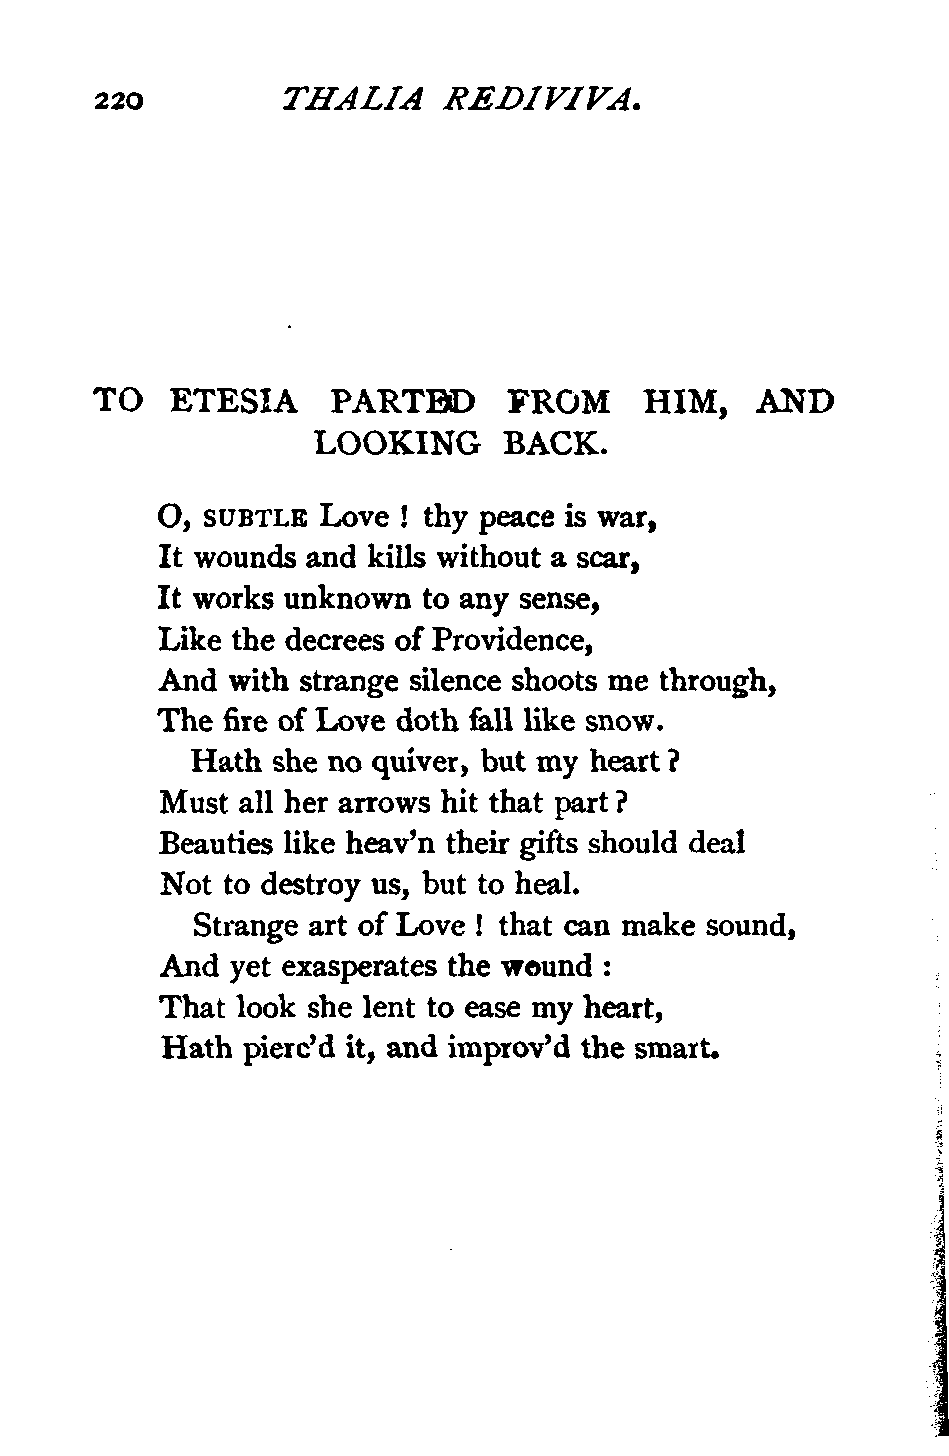 220 THALIA REDIVIVA.
TO ETESIA PARTED FROM HIM, AND
LOOKING BACK.
O, SUBTLE Love ! thy peace is war,
It wounds and kills without a scar,
It works unknown to any sense,
Like the decrees of Providence,
And with strange silence shoots me through,
The fire of Love doth fall like snow.
Hath she no quiver, but my heart ?
Must all her arrows hit that part ?
Beauties like heav'n their gifts should deal
Not to destroy us, but to heal.
Strange art of Love ! that can make sound,
And yet exasperates the wound :
That look she lent to ease my heart,
Hath pierc'd it, and improv'd the smart.